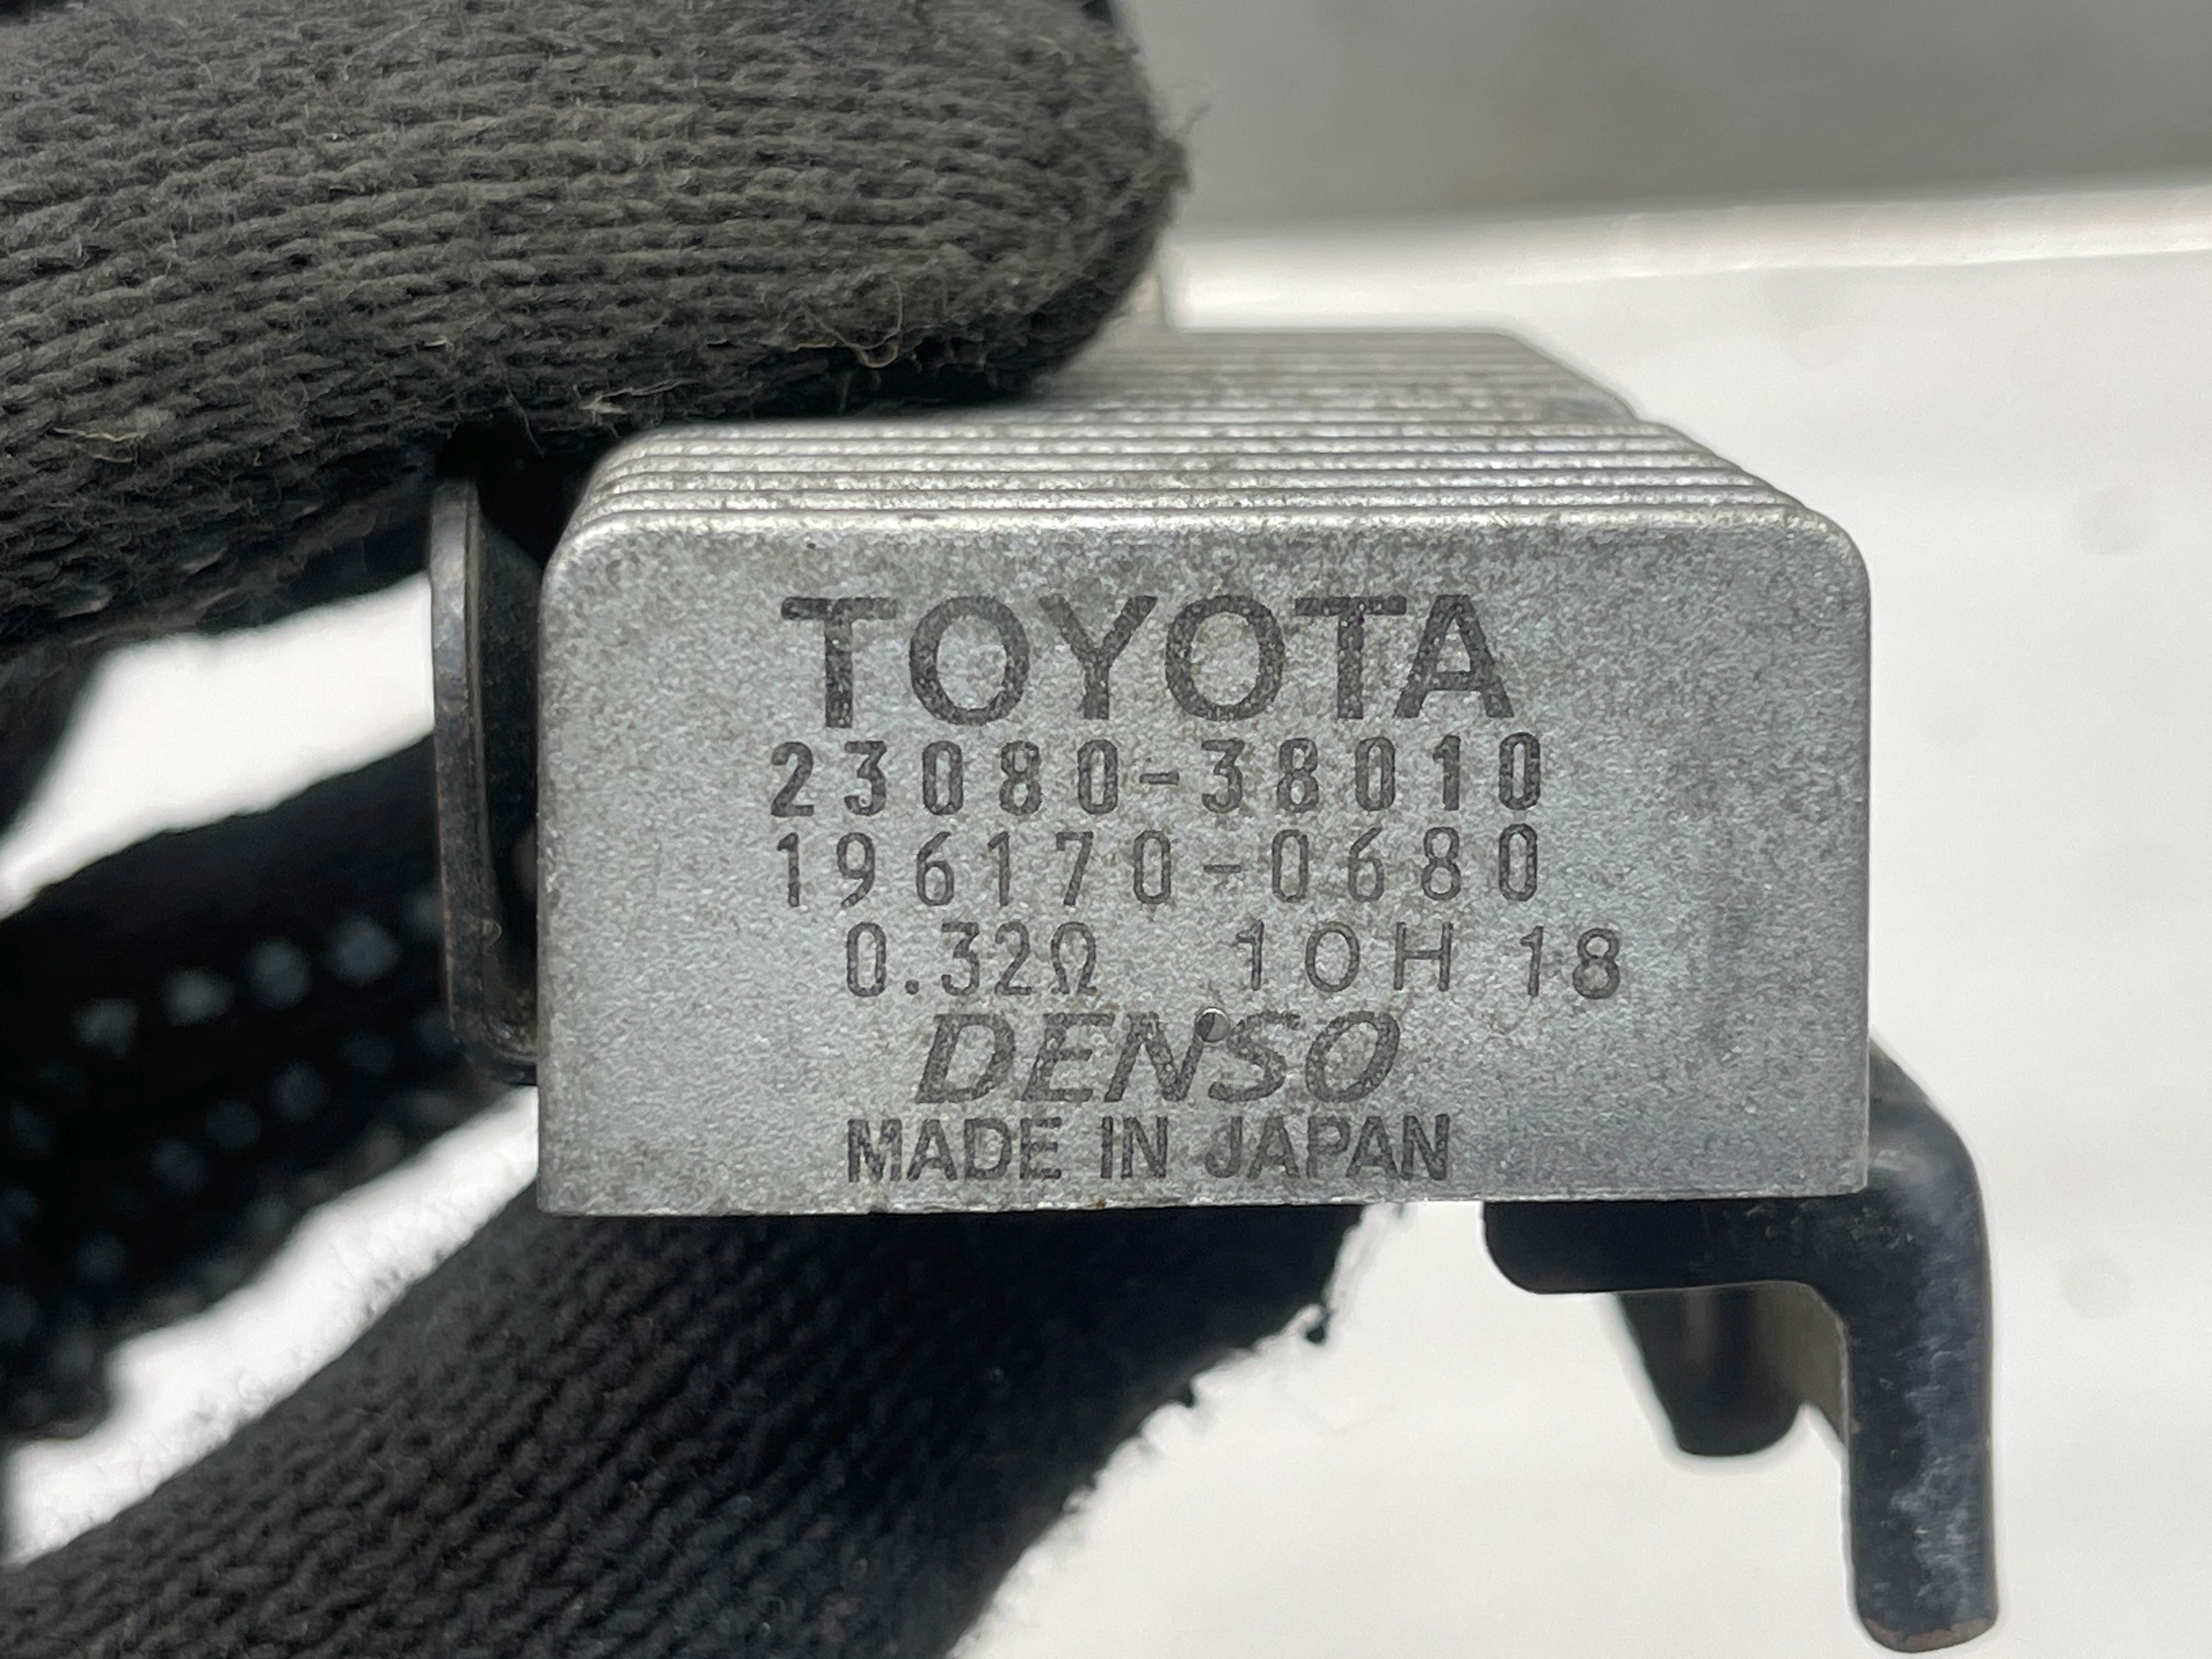 TOYOTA
23080-38010
196170-0680
0.32Ω 10H 18
DENSO
MADE IN JAPAN